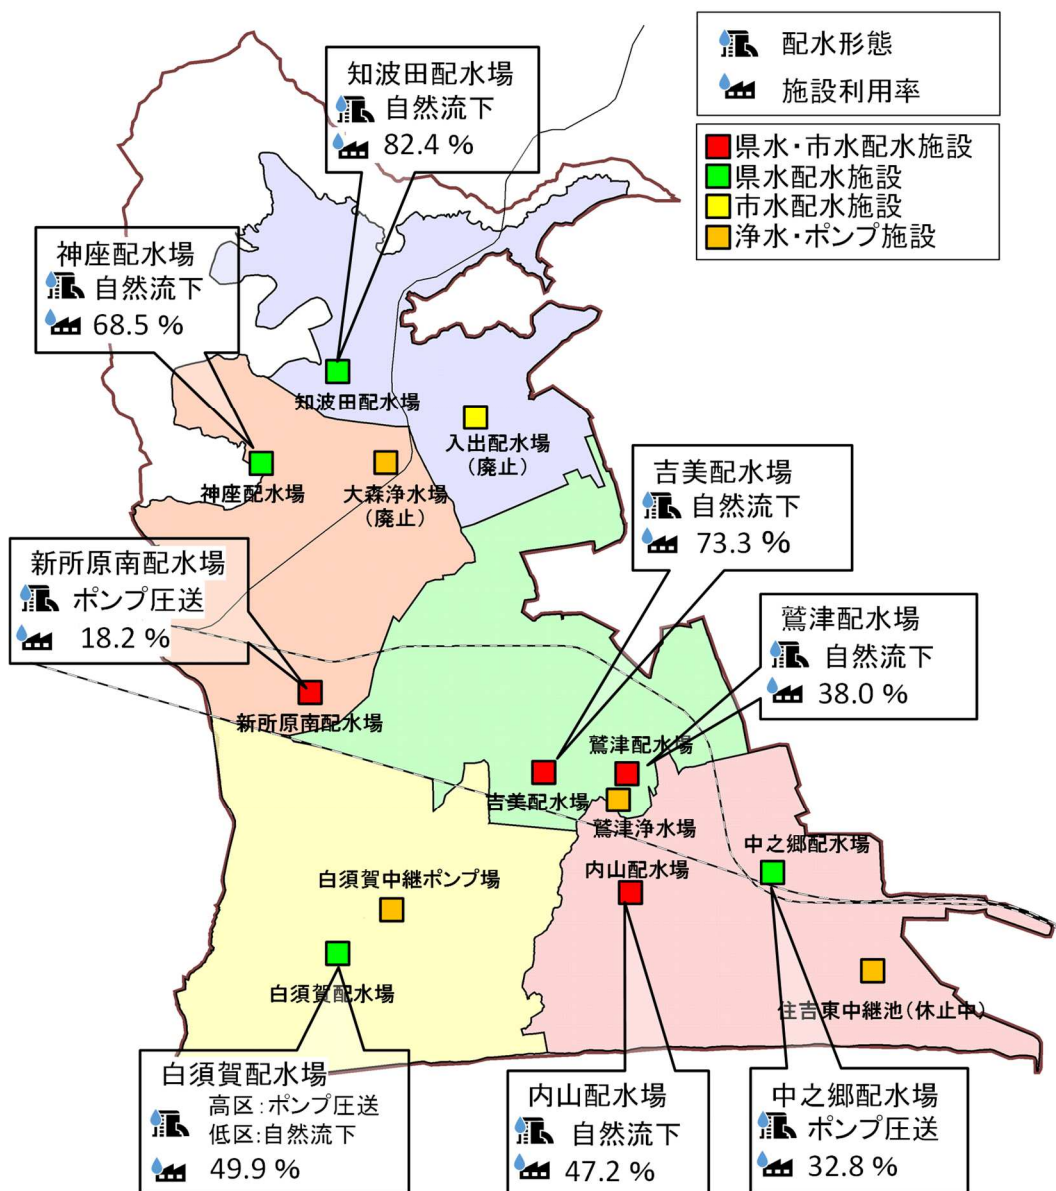 配水形態
施設利用率
県水・市水配水施設
県水配水施設
市水配水施設
浄水・ポンプ施設
知波田配水場
自然流下
82.4 %
神座配水場
自然流下
68.5 %
知波田配水場
入出配水場
(廃止)
神座配水場
大森浄水場
(廃止)
吉美配水場
自然流下
73.3 %
新所原南配水場
ポンプ圧送
18.2 %
鷲津配水場
自然流下
38.0 %
新所原南配水場
鷲津配水場
吉美配水場
鷲津浄水場
中之郷配水場
内山配水場
白須賀中継ポンプ場
白須賀配水場
住吉東中継池(休止中)
白須賀配水場
高区:ポンプ圧送
低区:自然流下
49.9 %
内山配水場
自然流下
47.2 %
中之郷配水場
ポンプ圧送
32.8 %